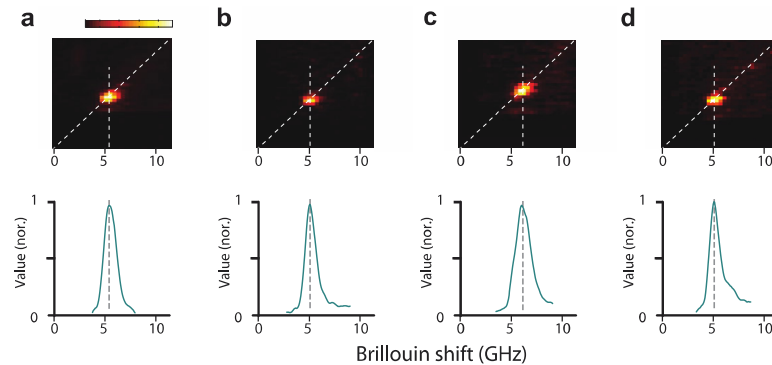 a b c d
0 5 10 0 5 10 0 5 10 0 5 10
Value (nor.) 1 0 Value (nor.) 1 0 Value (nor.) 1 0 Value (nor.) 1 0
0 5 10 0 5 10 0 5 10 0 5 10
Brillouin shift (GHz)